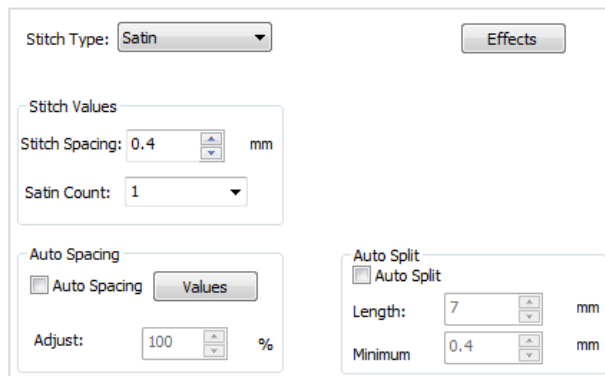 Stitch Type: Satin
Effects
Stitch Values
Stitch Spacing: 0.4 mm
Satin Count: 1
Auto Spacing
Auto Spacing Values
Adjust: 100 %
Auto Split
Auto Split
Length: 7 mm
Minimum 0.4 mm